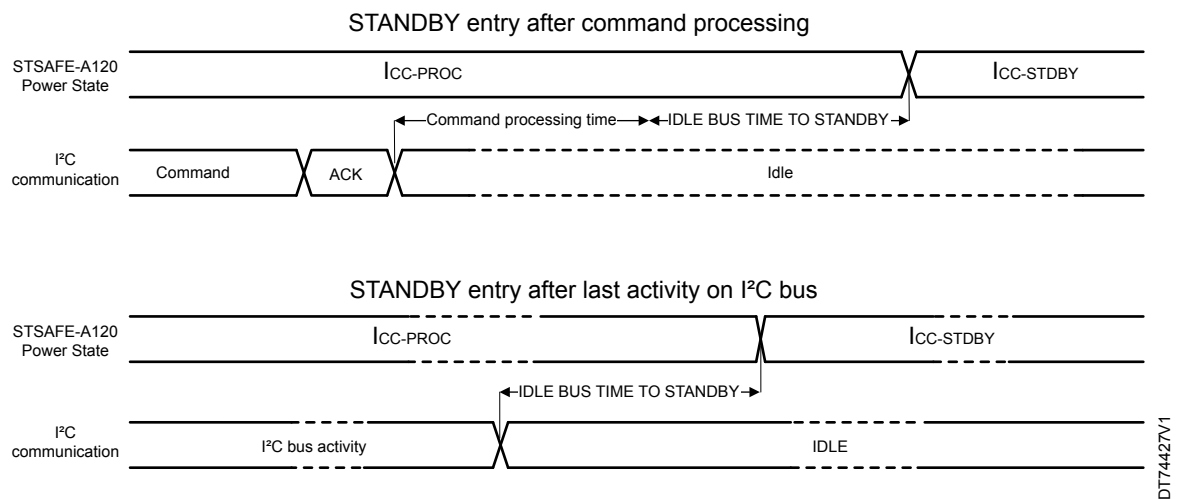 STANDBY entry after command processing
STSAFE-A120
Power State
ICC-PROC
ICC-STDBY
Command processing time
IDLE BUS TIME TO STANDBY
I²C
communication
Command
ACK
Idle
STANDBY entry after last activity on I²C bus
STSAFE-A120
Power State
ICC-PROC
ICC-STDBY
IDLE BUS TIME TO STANDBY
I²C
communication
I²C bus activity
IDLE
DT74427V1